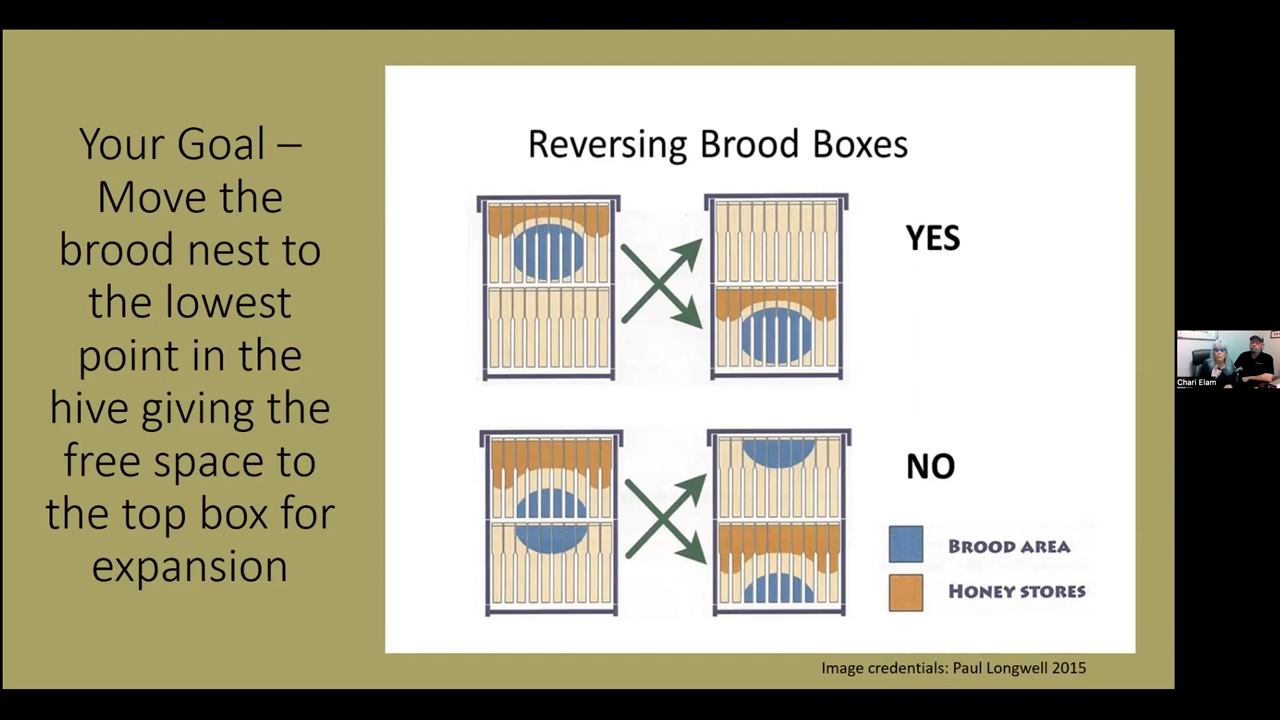 Your Goal –
Move the
brood nest to
the lowest
point in the
hive giving the
free space to
the top box for
expansion
Reversing Brood Boxes
YES
NO
BROOD AREA
HONEY STORES
Image credentials: Paul Longwell 2015
Chari Elam